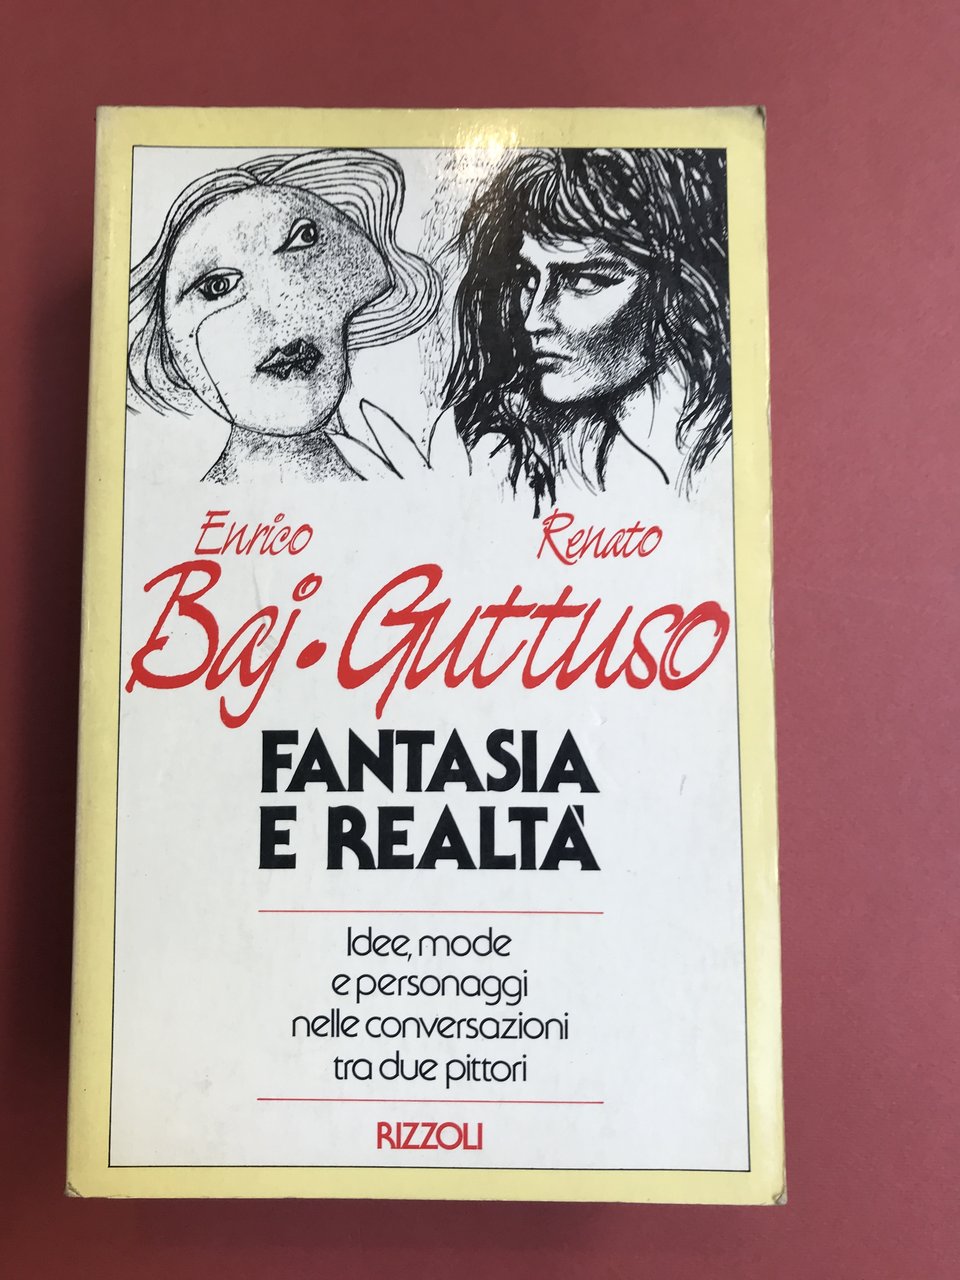 Enrico Renato
Baj • Guttuso
FANTASIA
E REALTÀ
Idee, mode
e personaggi
nelle conversazioni
tra due pittori
RIZZOLI